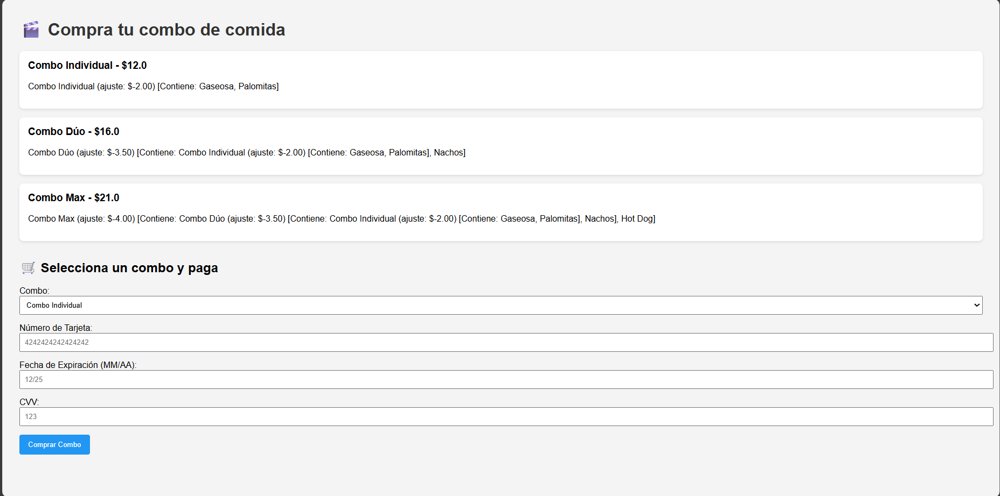 Compra tu combo de comida
Combo Individual - $12.0
Combo Individual (ajuste: $-2.00) [Contiene: Gaseosa, Palomitas]
Combo Dúo - $16.0
Combo Dúo (ajuste: $-3.50) [Contiene: Combo Individual (ajuste: $-2.00) [Contiene: Gaseosa, Palomitas], Nachos]
Combo Max - $21.0
Combo Max (ajuste: $-4.00) [Contiene: Combo Dúo (ajuste: $-3.50) [Contiene: Combo Individual (ajuste: $-2.00) [Contiene: Gaseosa, Palomitas], Nachos], Hot Dog]
Selecciona un combo y paga
Combo:
Combo Individual
Número de Tarjeta:
4242424242424242
Fecha de Expiración (MM/AA):
12/25
CVV:
123
Comprar Combo